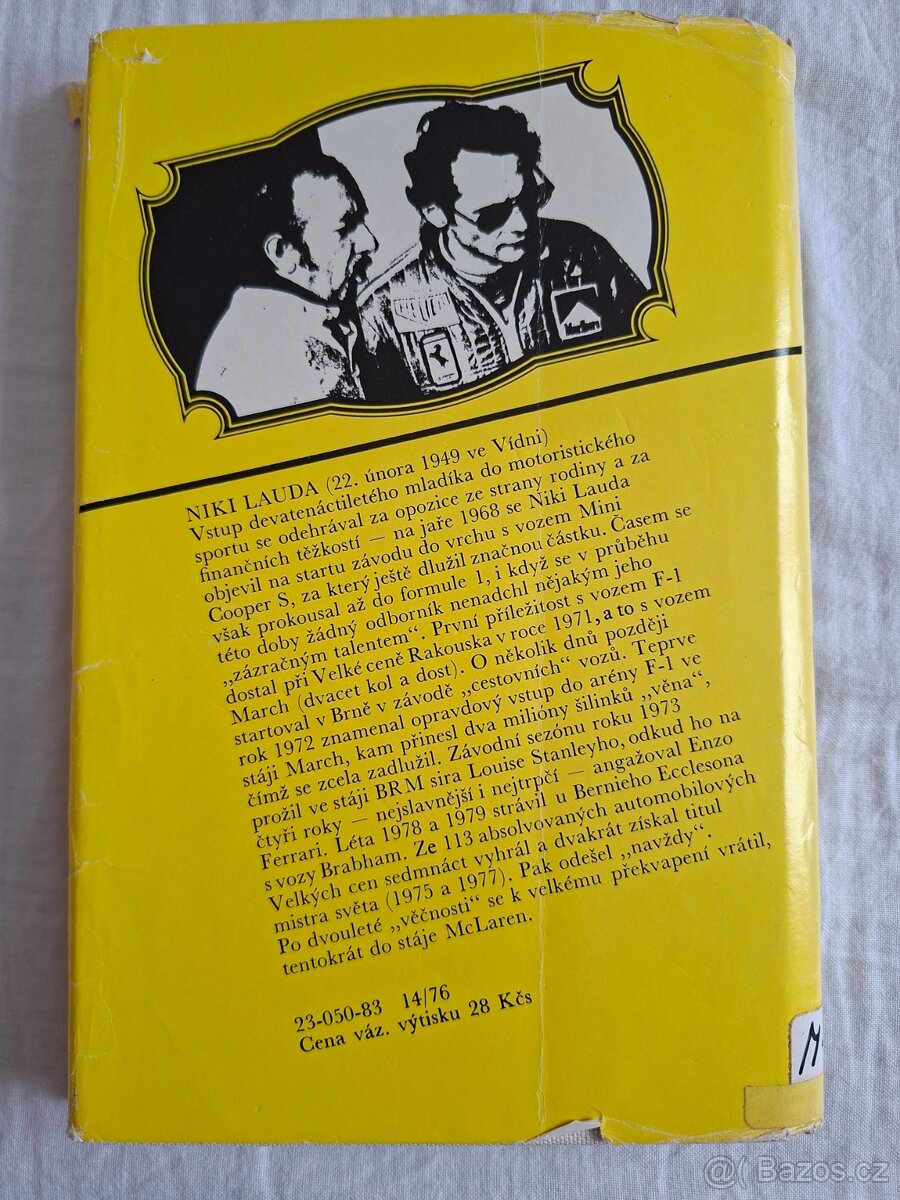 Marlboro
NIKI LAUDA (22. února 1949 ve Vídni)
Vstup devatenáctiletého mladíka do motoristického
sportu se odehrával za opozice ze strany rodiny a za
finančních těžkostí — na jaře 1968 se Niki Lauda
objevil na startu závodu do vrchu s vozem Mini
Cooper S, za který ještě dlužil značnou částku. Časem se
však prokousal až do formule 1, i když se v průběhu
této doby žádný odborník nenadchl nějakým jeho
„zázračným talentem“. První příležitost s vozem F-1
dostal při Velké ceně Rakouska v roce 1971, a to s vozem
March (dvacet kol a dost). O několik dnů později
startoval v Brně v závodě „cestovních“ vozů. Teprve
rok 1972 znamenal opravdový vstup do arény F-1 ve
stáji March, kam přinesl dva milióny šilinků „věna“,
čímž se zcela zadlužil. Závodní sezónu roku 1973
prožil ve stáji BRM sira Louise Stanleyho, odkud ho na
čtyři roky — nejslavnější i nejtrpčí — angažoval Enzo
Ferrari. Léta 1978 a 1979 strávil u Bernieho Ecclesona
s vozy Brabham. Ze 113 absolvovaných automobilových
Velkých cen sedmnáct vyhrál a dvakrát získal titul
mistra světa (1975 a 1977). Pak odešel „navždy“.
Po dvouleté „věčnosti“ se k velkému překvapení vrátil,
tentokrát do stáje McLaren.
23-050-83 14/76
Cena váz. výtisku 28 Kčs
M
@( Bazos.cz